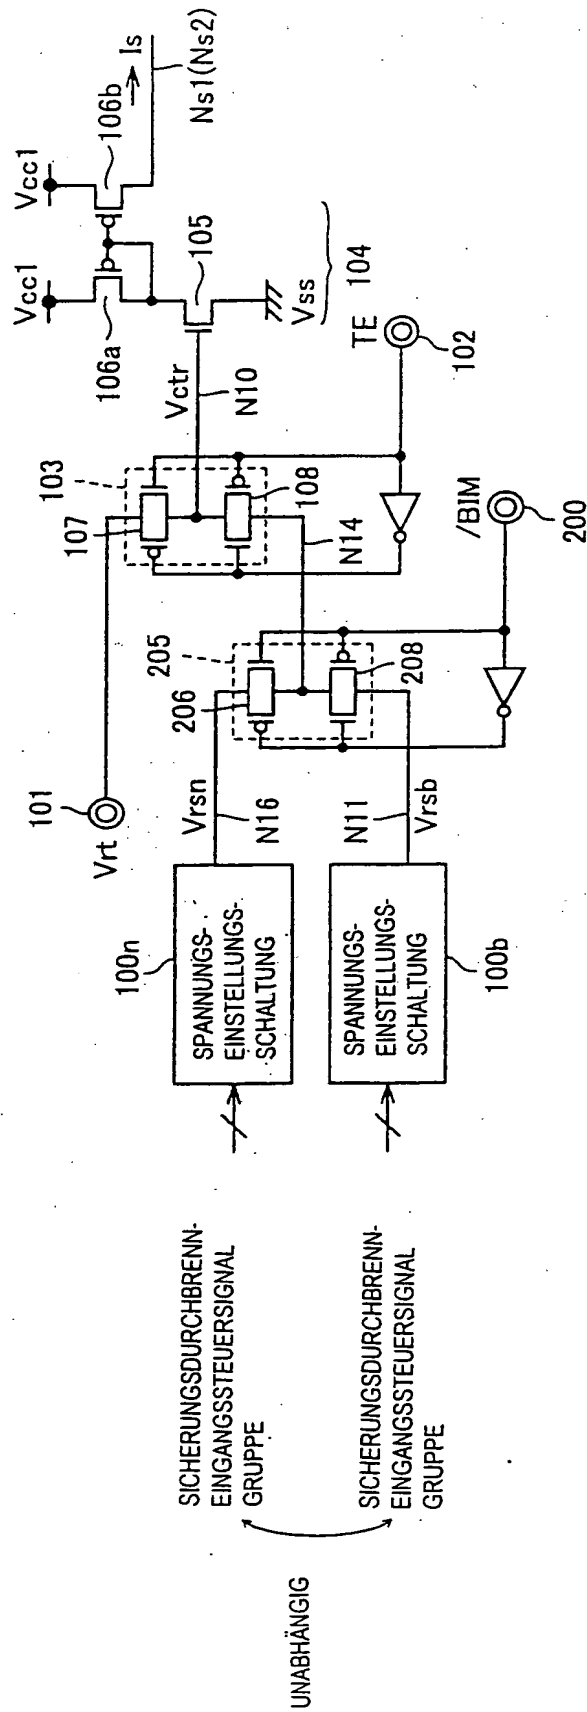 UNABHÄNGIG
SICHERUNGSDURCHBRENN-
EINGANGSSTEUERSIGNAL
GRUPPE
SICHERUNGSDURCHBRENN-
EINGANGSSTEUERSIGNAL
GRUPPE
100n
SPANNUNGS-
EINSTELLUNGS-
SCHALTUNG
SPANNUNGS-
EINSTELLUNGS-
SCHALTUNG
100b
Vrt
101
Vrsn
N16
N11
Vrsb
205
206
208
103
107
108
N14
/BIM
200
TE
102
Vctr
N10
105
Vss
104
106a
106b
Vcc1
Vcc1
Is
Ns1(Ns2)